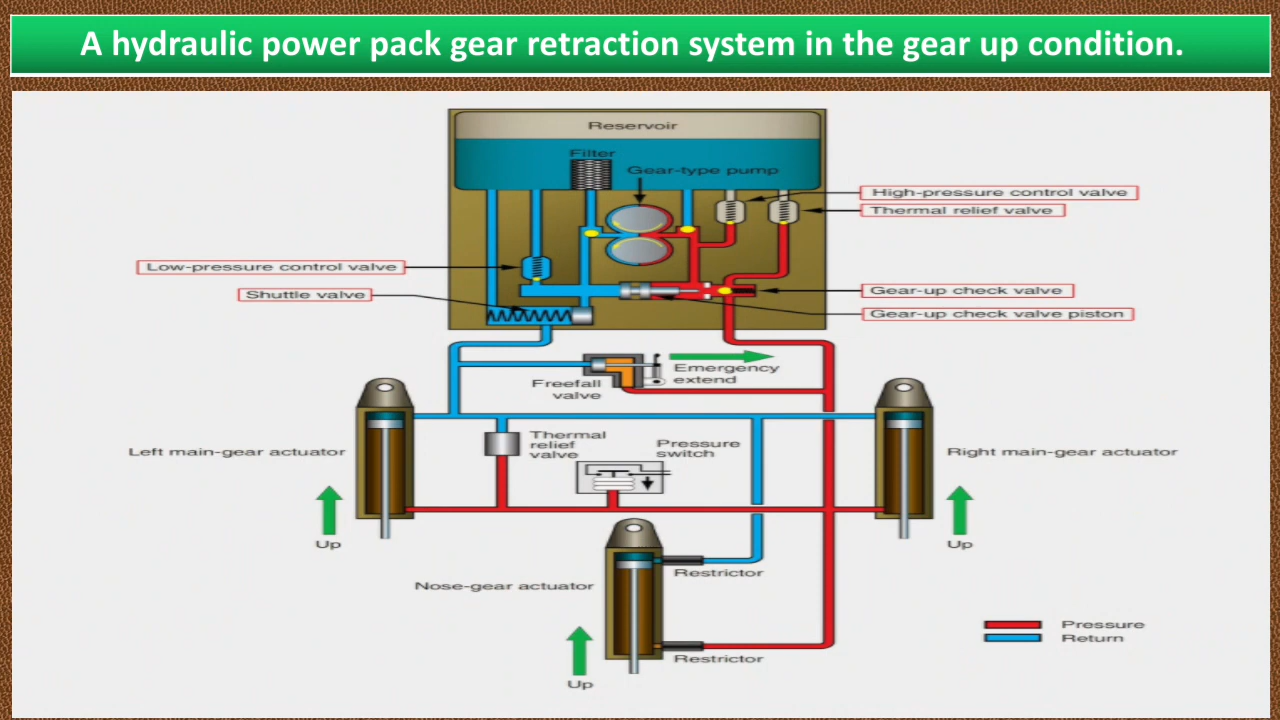 A hydraulic power pack gear retraction system in the gear up condition.
Reservoir
Filter
Gear-type pump
High-pressure control valve
Thermal relief valve
Low-pressure control valve
Shuttle valve
Gear-up check valve
Gear-up check valve piston
Freefall
valve
Emergency
extend
Left main-gear actuator
Thermal
relief
valve
Pressure
switch
Right main-gear actuator
Up
Up
Nose-gear actuator
Restrictor
Restrictor
Up
Pressure
Return